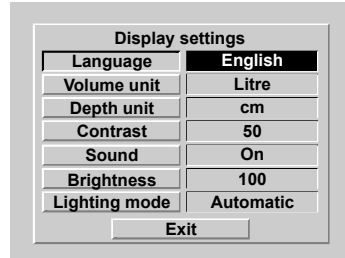 Display settings
Language English
Volume unit Litre
Depth unit cm
Contrast 50
Sound On
Brightness 100
Lighting mode Automatic
Exit